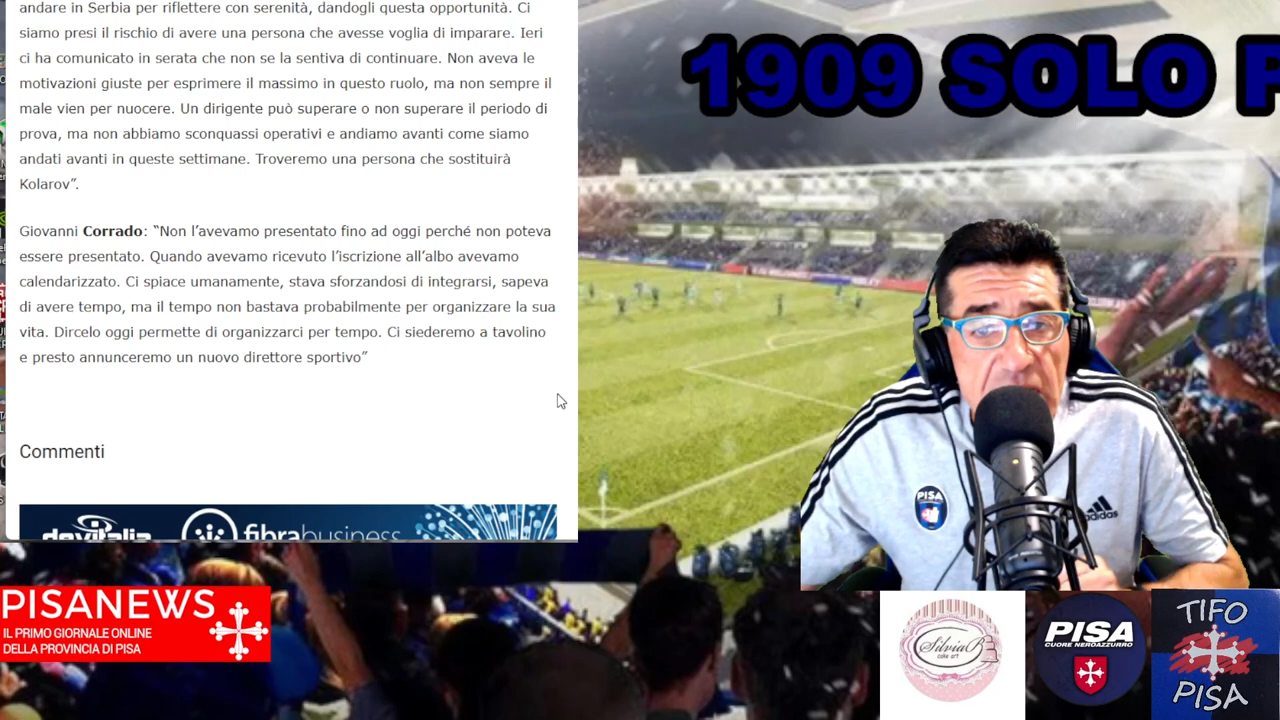 andare in Serbia per riflettere con serenità, dandogli questa opportunità. Ci
siamo presi il rischio di avere una persona che avesse voglia di imparare. Ieri
ci ha comunicato in serata che non se la sentiva di continuare. Non aveva le
motivazioni giuste per esprimere il massimo in questo ruolo, ma non sempre il
male vien per nuocere. Un dirigente può superare o non superare il periodo di
prova, ma non abbiamo sconquassi operativi e andiamo avanti come siamo
andati avanti in queste settimane. Troveremo una persona che sostituirà
Kolarov”.
Giovanni Corrado: “Non l’avevamo presentato fino ad oggi perché non poteva
essere presentato. Quando avevamo ricevuto l’iscrizione all’albo avevamo
calendarizzato. Ci spiace umanamente, stava sforzandosi di integrarsi, sapeva
di avere tempo, ma il tempo non bastava probabilmente per organizzare la sua
vita. Dircelo oggi permette di organizzarci per tempo. Ci siederemo a tavolino
e presto annunceremo un nuovo direttore sportivo”
Commenti
devitalia fibrabusiness
1909 SOLO
PISA
adidas
PISANEWS
IL PRIMO GIORNALE ONLINE
DELLA PROVINCIA DI PISA
SilviaB
cake art
PISA
CUORE NEROAZZURRO
TIFO
PISA